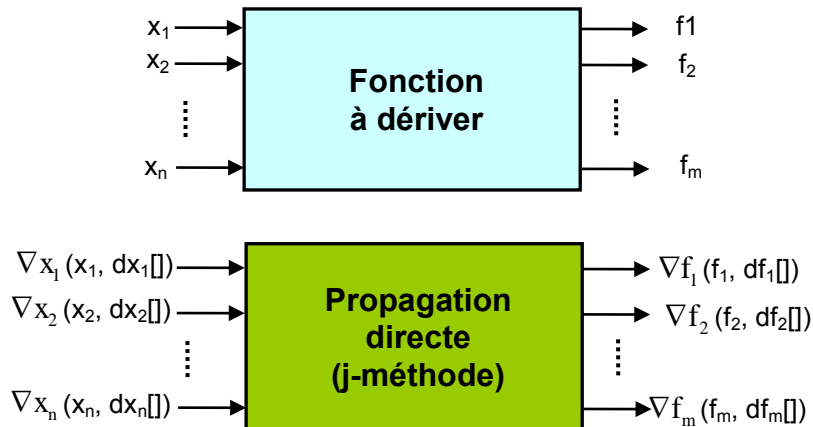 x₁
f1
x₂
f₂
Fonction
à dériver
xₙ
fₘ
∇x₁ (x₁, dx₁[])
∇f₁ (f₁, df₁[])
∇x₂ (x₂, dx₂[])
∇f₂ (f₂, df₂[])
Propagation
directe
(j-méthode)
∇xₙ (xₙ, dxₙ[])
∇fₘ (fₘ, dfₘ[])